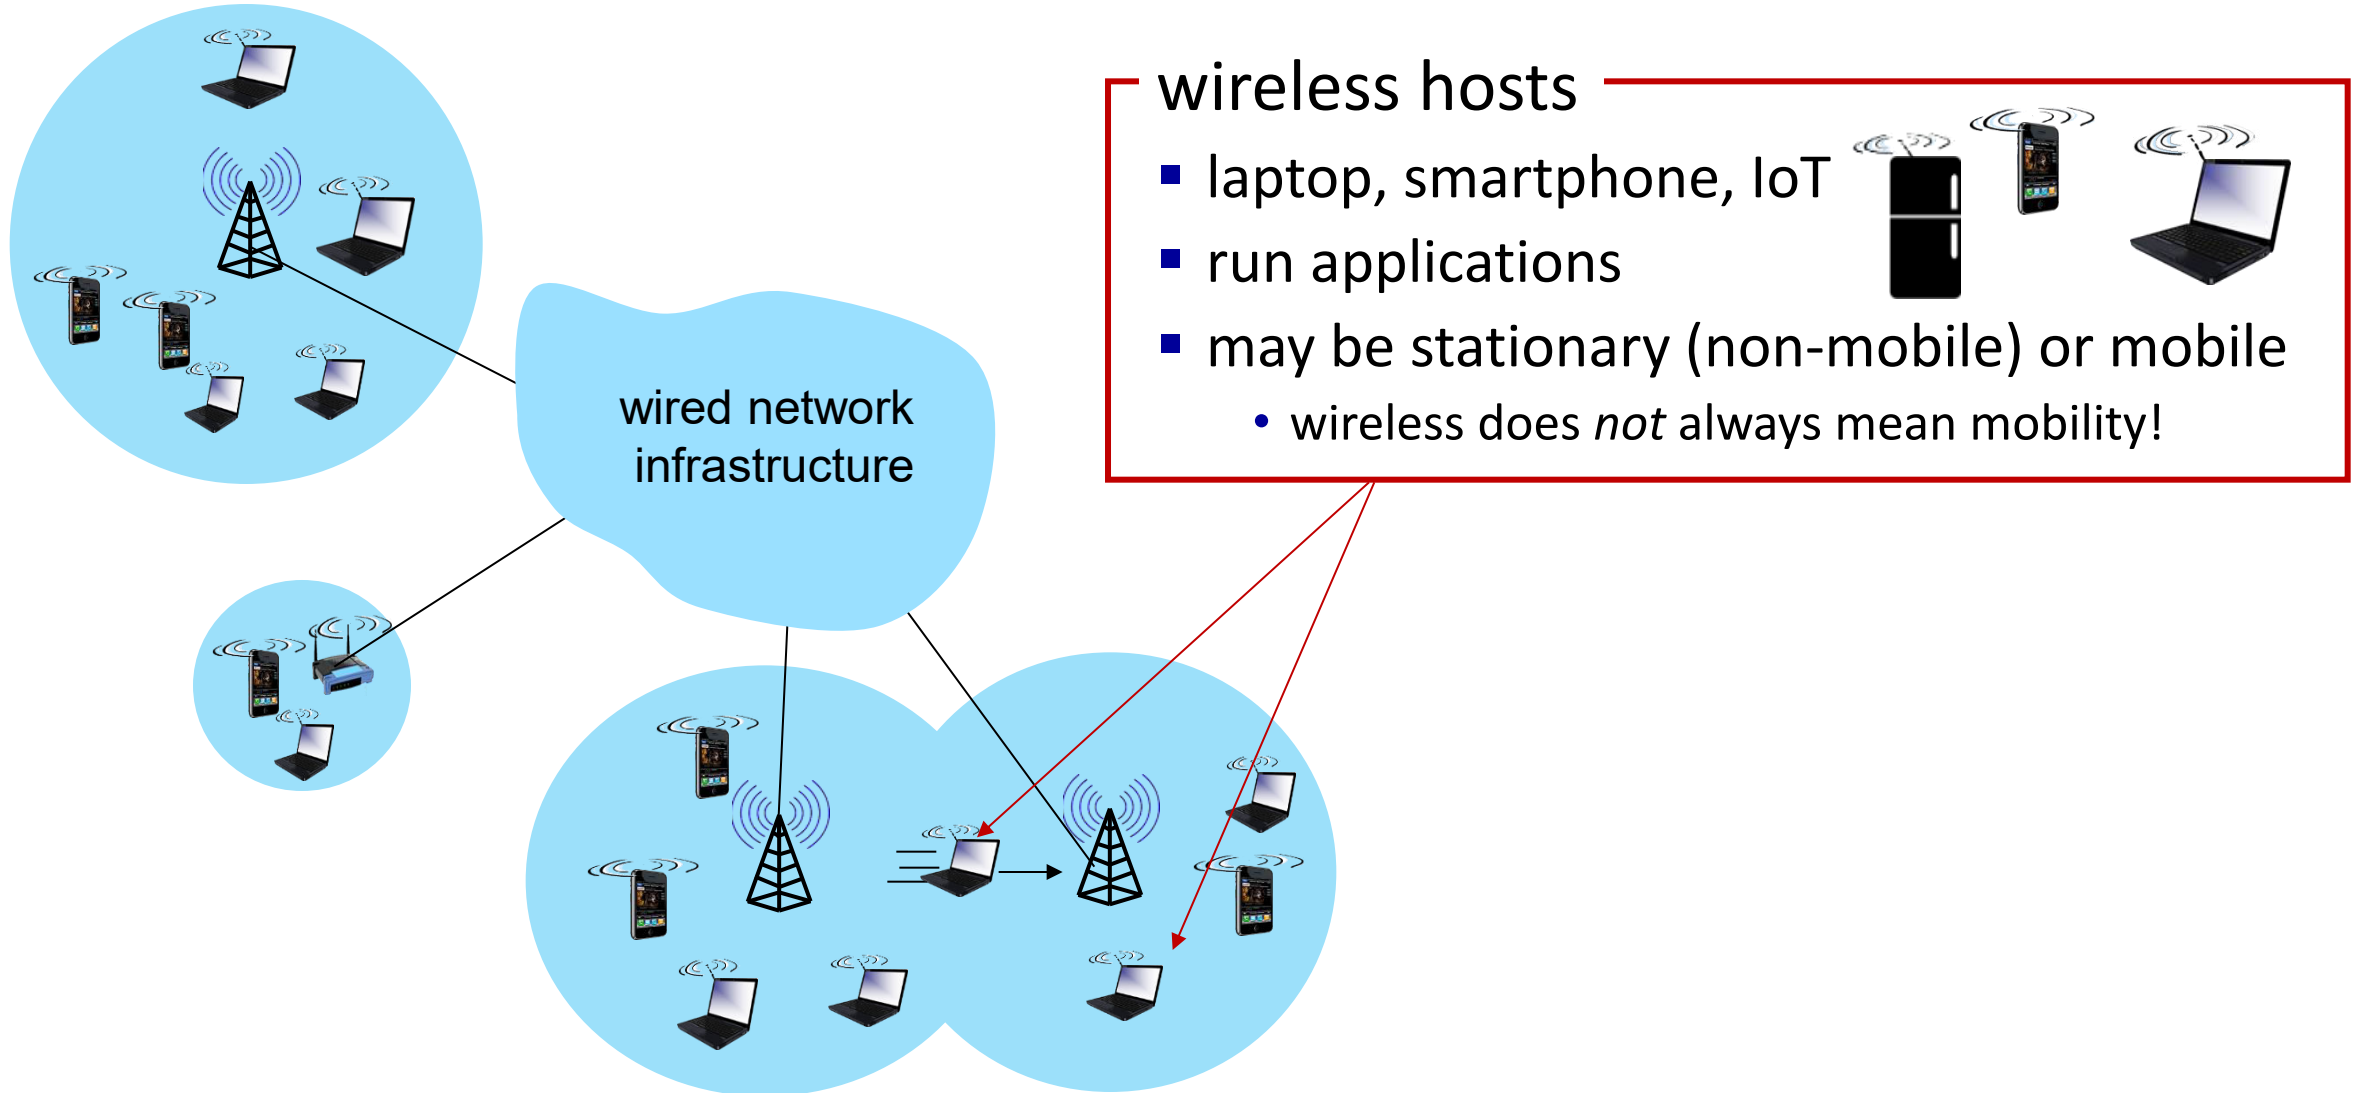 wireless hosts
▪ laptop, smartphone, IoT
▪ run applications
▪ may be stationary (non-mobile) or mobile
• wireless does not always mean mobility!
wired network
infrastructure